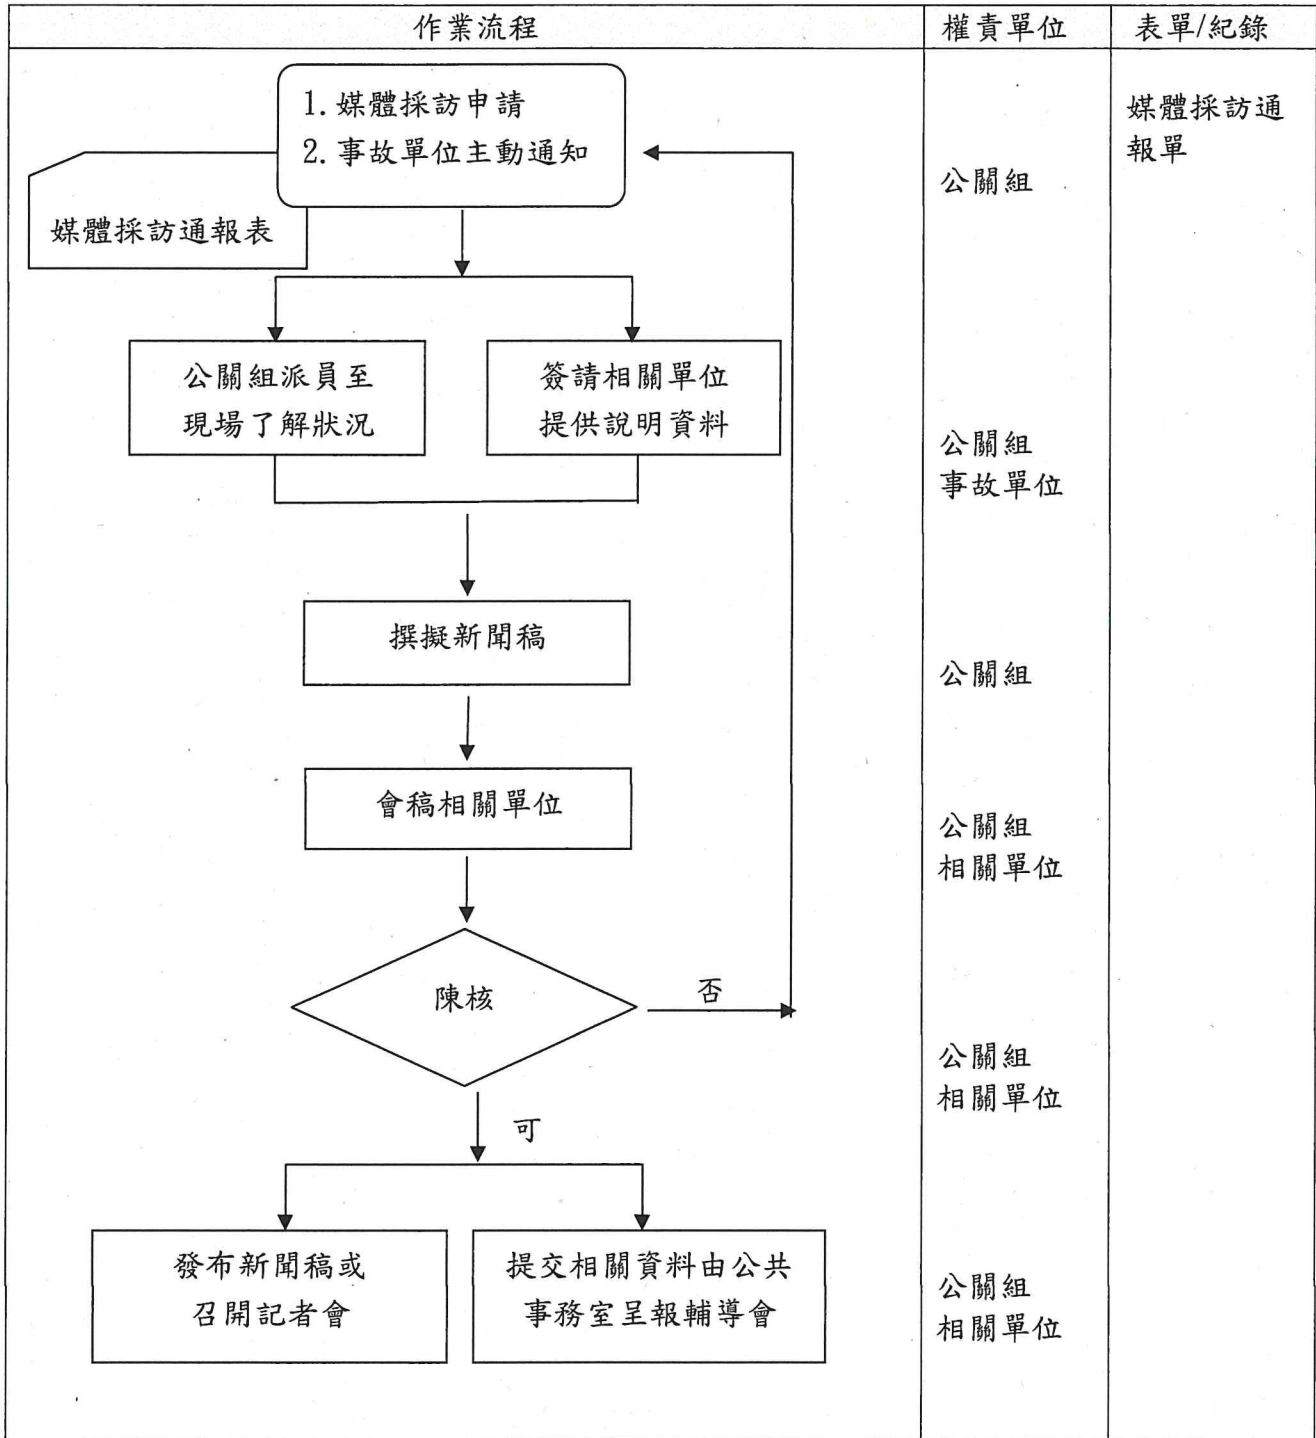 作業流程
權責單位
表單/紀錄
1. 媒體採訪申請
2. 事故單位主動通知
媒體採訪通報表
公關組
媒體採訪通
報單
公關組派員至
現場了解狀況
簽請相關單位
提供說明資料
公關組
事故單位
撰擬新聞稿
公關組
會稿相關單位
公關組
相關單位
陳核
否
公關組
相關單位
可
發布新聞稿或
召開記者會
提交相關資料由公共
事務室呈報輔導會
公關組
相關單位